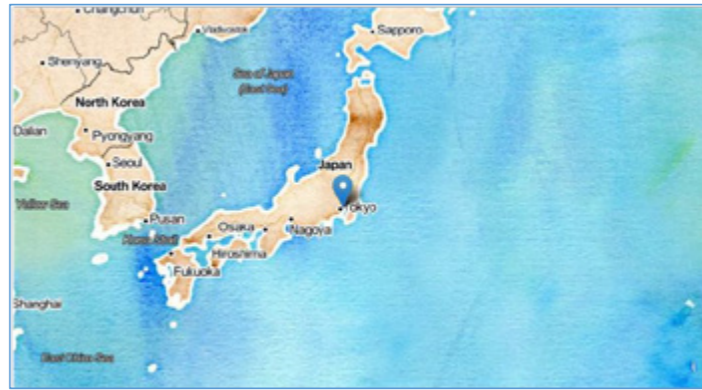 Changchun
Vladivostok
Sapporo
Shenyang
Sea of Japan
(East Sea)
North Korea
Dalian
Pyongyang
Seoul
Japan
South Korea
Yellow Sea
Tokyo
Pusan
Osaka
Nagoya
Korea Strait
Hiroshima
Fukuoka
Shanghai
East China Sea